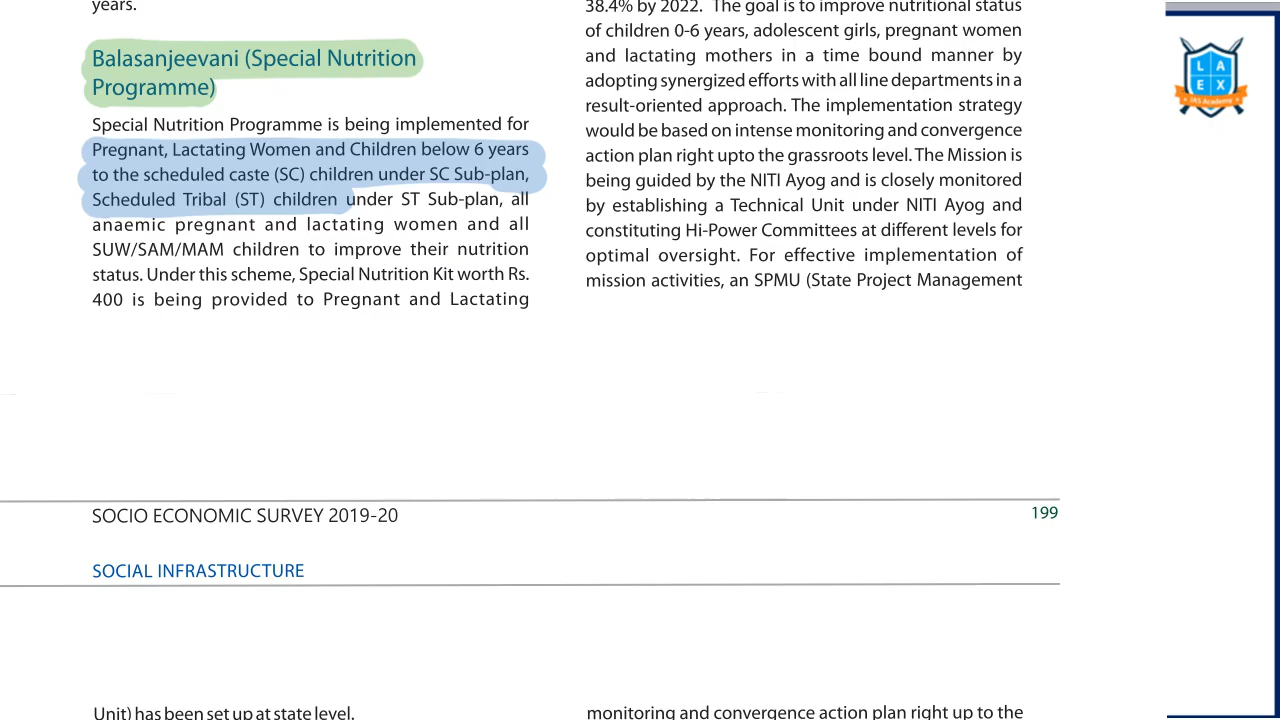 years.
Balasanjeevani (Special Nutrition
Programme)
Special Nutrition Programme is being implemented for
Pregnant, Lactating Women and Children below 6 years
to the scheduled caste (SC) children under SC Sub-plan,
Scheduled Tribal (ST) children under ST Sub-plan, all
anaemic pregnant and lactating women and all
SUW/SAM/MAM children to improve their nutrition
status. Under this scheme, Special Nutrition Kit worth Rs.
400 is being provided to Pregnant and Lactating
38.4% by 2022. The goal is to improve nutritional status
of children 0-6 years, adolescent girls, pregnant women
and lactating mothers in a time bound manner by
adopting synergized efforts with all line departments in a
result-oriented approach. The implementation strategy
would be based on intense monitoring and convergence
action plan right upto the grassroots level. The Mission is
being guided by the NITI Ayog and is closely monitored
by establishing a Technical Unit under NITI Ayog and
constituting Hi-Power Committees at different levels for
optimal oversight. For effective implementation of
mission activities, an SPMU (State Project Management
L A
E X
IAS Academy
SOCIO ECONOMIC SURVEY 2019-20
199
SOCIAL INFRASTRUCTURE
Unit) has been set up at state level.
monitoring and convergence action plan right up to the